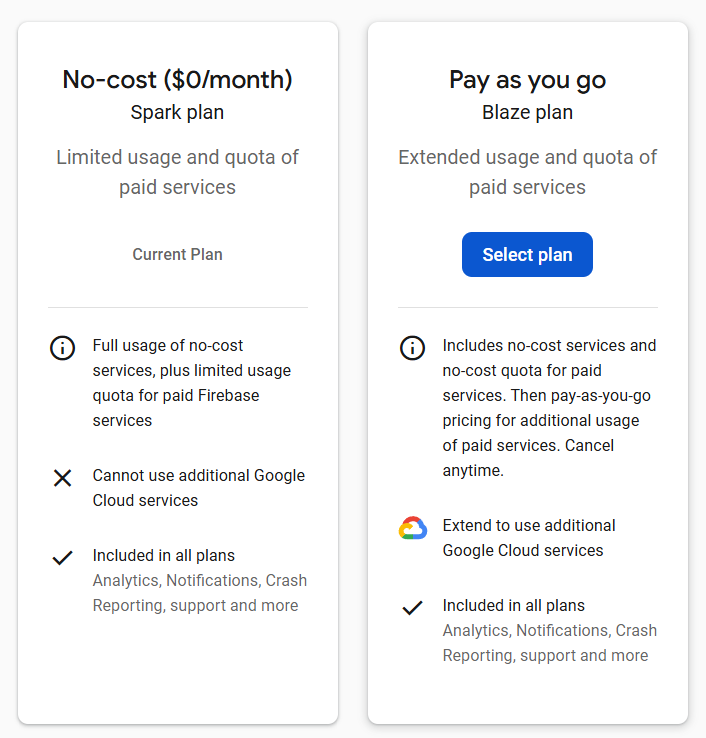 No-cost ($0/month)
Spark plan
Limited usage and quota of
paid services
Current Plan
Full usage of no-cost
services, plus limited usage
quota for paid Firebase
services
Cannot use additional Google
Cloud services
Included in all plans
Analytics, Notifications, Crash
Reporting, support and more
Pay as you go
Blaze plan
Extended usage and quota of
paid services
Select plan
Includes no-cost services and
no-cost quota for paid
services. Then pay-as-you-go
pricing for additional usage
of paid services. Cancel
anytime.
Extend to use additional
Google Cloud services
Included in all plans
Analytics, Notifications, Crash
Reporting, support and more